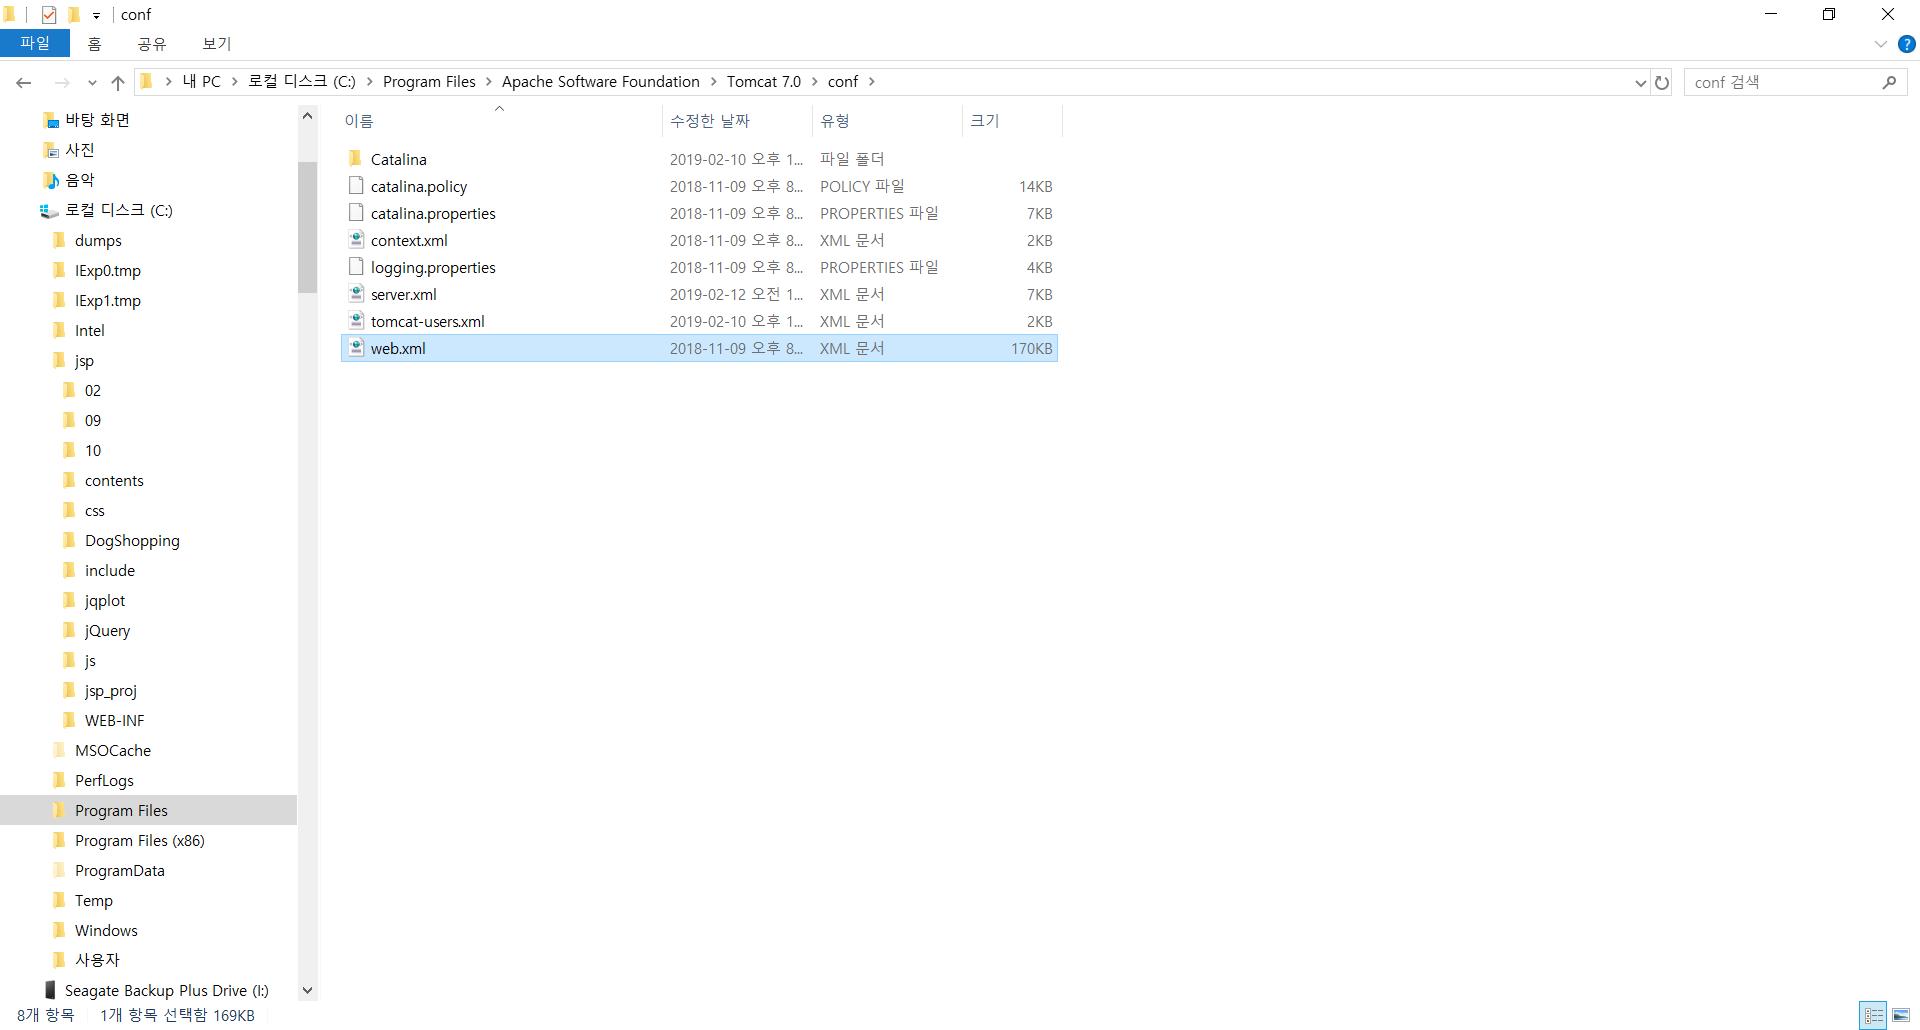 conf
파일 홈 공유 보기
내 PC 로컬 디스크 (C:) Program Files Apache Software Foundation Tomcat 7.0 conf
conf 검색
바탕 화면
사진
음악
로컬 디스크 (C:)
dumps
IExp0.tmp
IExp1.tmp
Intel
jsp
02
09
10
contents
css
DogShopping
include
jqplot
jQuery
js
jsp_proj
WEB-INF
MSOCache
PerfLogs
Program Files
Program Files (x86)
ProgramData
Temp
Windows
사용자
Seagate Backup Plus Drive (I:)
이름 수정한 날짜 유형 크기
Catalina 2019-02-10 오후 1... 파일 폴더
catalina.policy 2018-11-09 오후 8... POLICY 파일 14KB
catalina.properties 2018-11-09 오후 8... PROPERTIES 파일 7KB
context.xml 2018-11-09 오후 8... XML 문서 2KB
logging.properties 2018-11-09 오후 8... PROPERTIES 파일 4KB
server.xml 2019-02-12 오전 1... XML 문서 7KB
tomcat-users.xml 2019-02-10 오후 1... XML 문서 2KB
web.xml 2018-11-09 오후 8... XML 문서 170KB
8개 항목 1개 항목 선택함 169KB